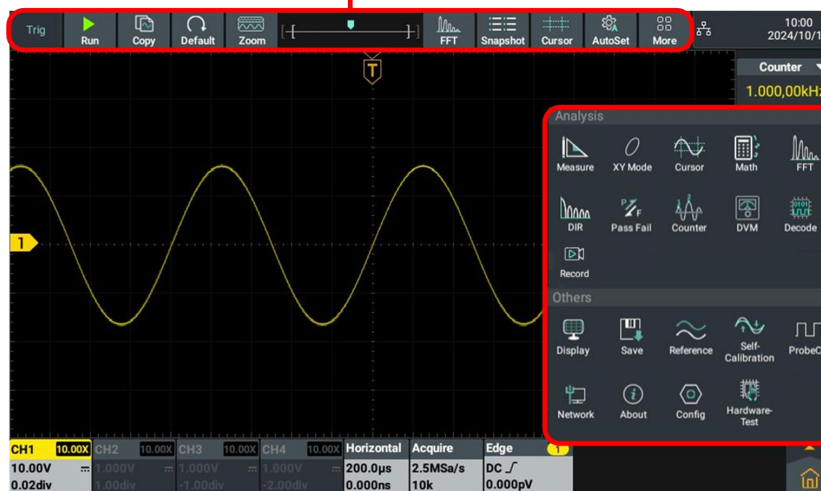 Trig Run Copy Default Zoom FFT Snapshot Cursor AutoSet More
10:00
2024/10/1
T
Counter
1.000,00kHz
Analysis
Measure XY Mode Cursor Math FFT
DIR Pass Fail Counter DVM Decode
Record
Others
1
Display Save Reference Self-Calibration ProbeC
Network About Config Hardware-Test
CH1 10.00X CH2 10.00X CH3 10.00X CH4 10.00X Horizontal Acquire Edge 1
10.00V 1.000V 1.000V 1.000V 200.0µs 2.5MSa/s DC
0.02div 1.00div -1.00div -2.00div 0.000ns 10k 0.000pV